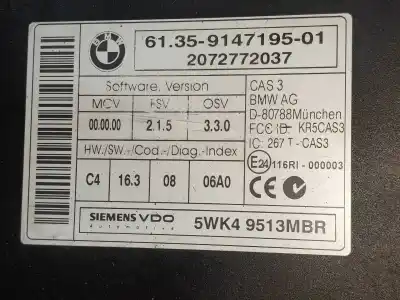 BMW
61.35-9147195-01
2072772037
Software. Version
MCV FSV OSV
00.00.00 2.1.5 3.3.0
HW./SW.-/Cod.-/Diag.-Index
C4 16.3 08 06A0
CAS 3
BMW AG
D-80788München
FCC ID- KR5CAS3
IC: 267 T - CAS3
E24 116RI - 000003
SIEMENS VDO
Automotive
5WK4 9513MBR